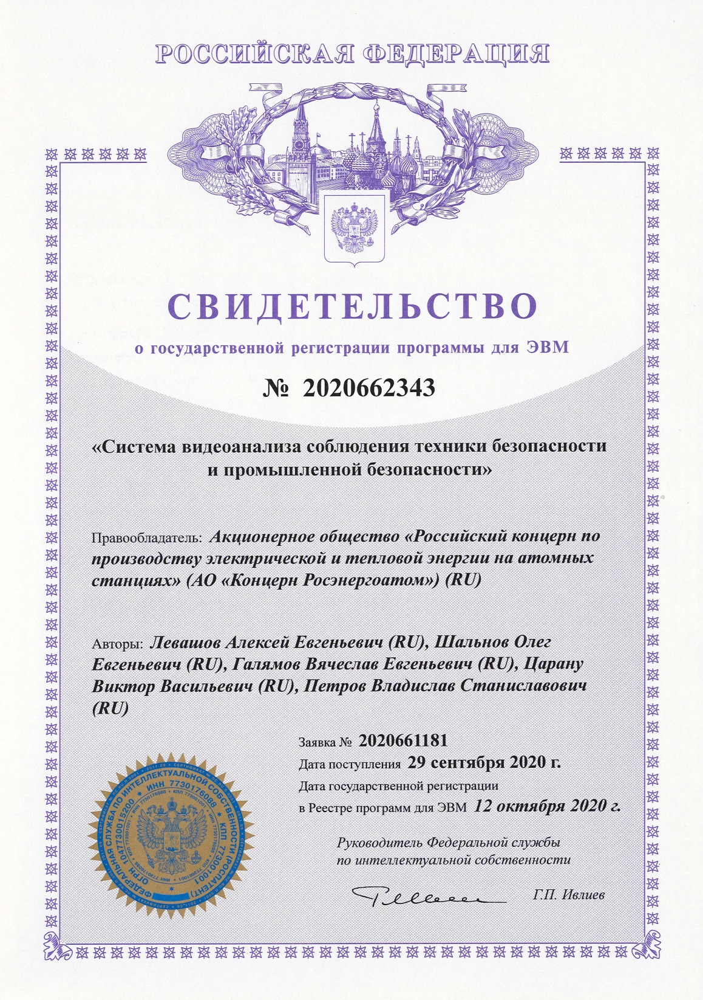 РОССИЙСКАЯ ФЕДЕРАЦИЯ
СВИДЕТЕЛЬСТВО
о государственной регистрации программы для ЭВМ
№ 2020662343
«Система видеоанализа соблюдения техники безопасности
и промышленной безопасности»
Правообладатель: Акционерное общество «Российский концерн по
производству электрической и тепловой энергии на атомных
станциях» (АО «Концерн Росэнергоатом») (RU)
Авторы: Левашов Алексей Евгеньевич (RU), Шальнов Олег
Евгеньевич (RU), Галямов Вячеслав Евгеньевич (RU), Царану
Виктор Васильевич (RU), Петров Владислав Станиславович
(RU)
Заявка № 2020661181
Дата поступления 29 сентября 2020 г.
Дата государственной регистрации
в Реестре программ для ЭВМ 12 октября 2020 г.
Руководитель Федеральной службы
по интеллектуальной собственности
Г.П. Ивлиев
ФЕДЕРАЛЬНАЯ СЛУЖБА ПО ИНТЕЛЛЕКТУАЛЬНОЙ СОБСТВЕННОСТИ (РОСПАТЕНТ)
ОГРН 1047730015200 * ИНН 7730176088 * КПП 773001001